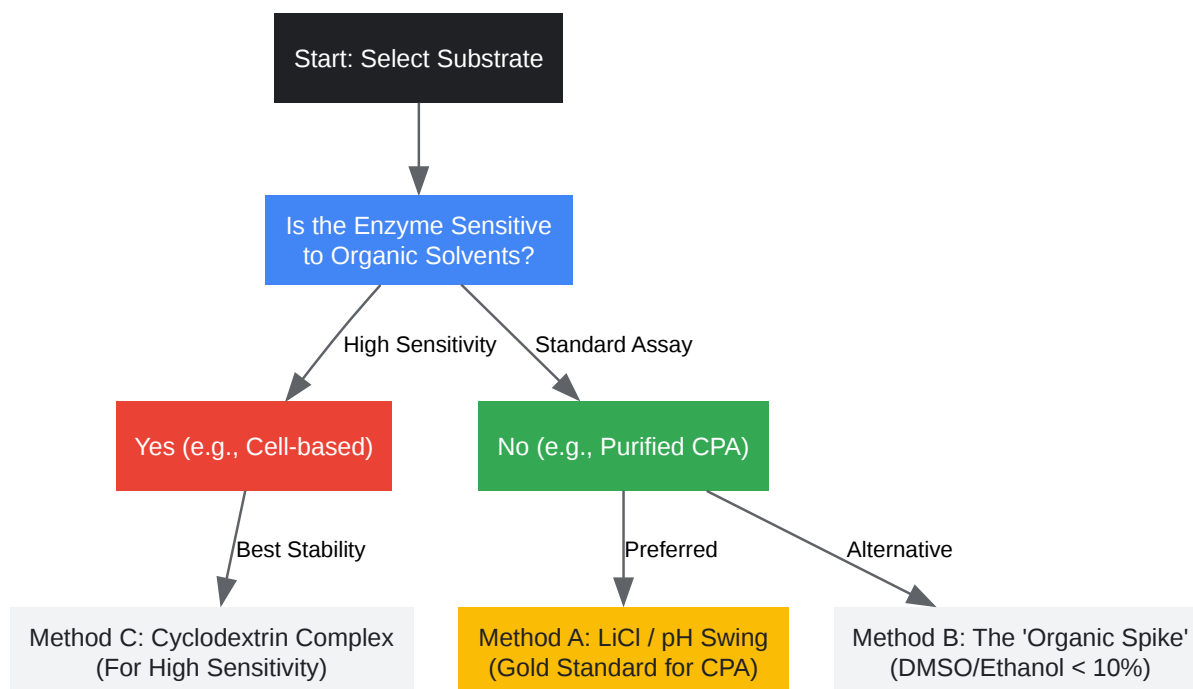 Start: Select Substrate
Is the Enzyme Sensitive
to Organic Solvents?
High Sensitivity
Standard Assay
Yes (e.g., Cell-based)
No (e.g., Purified CPA)
Best Stability
Preferred
Alternative
Method C: Cyclodextrin Complex
(For High Sensitivity)
Method A: LiCl / pH Swing
(Gold Standard for CPA)
Method B: The 'Organic Spike'
(DMSO/Ethanol < 10%)